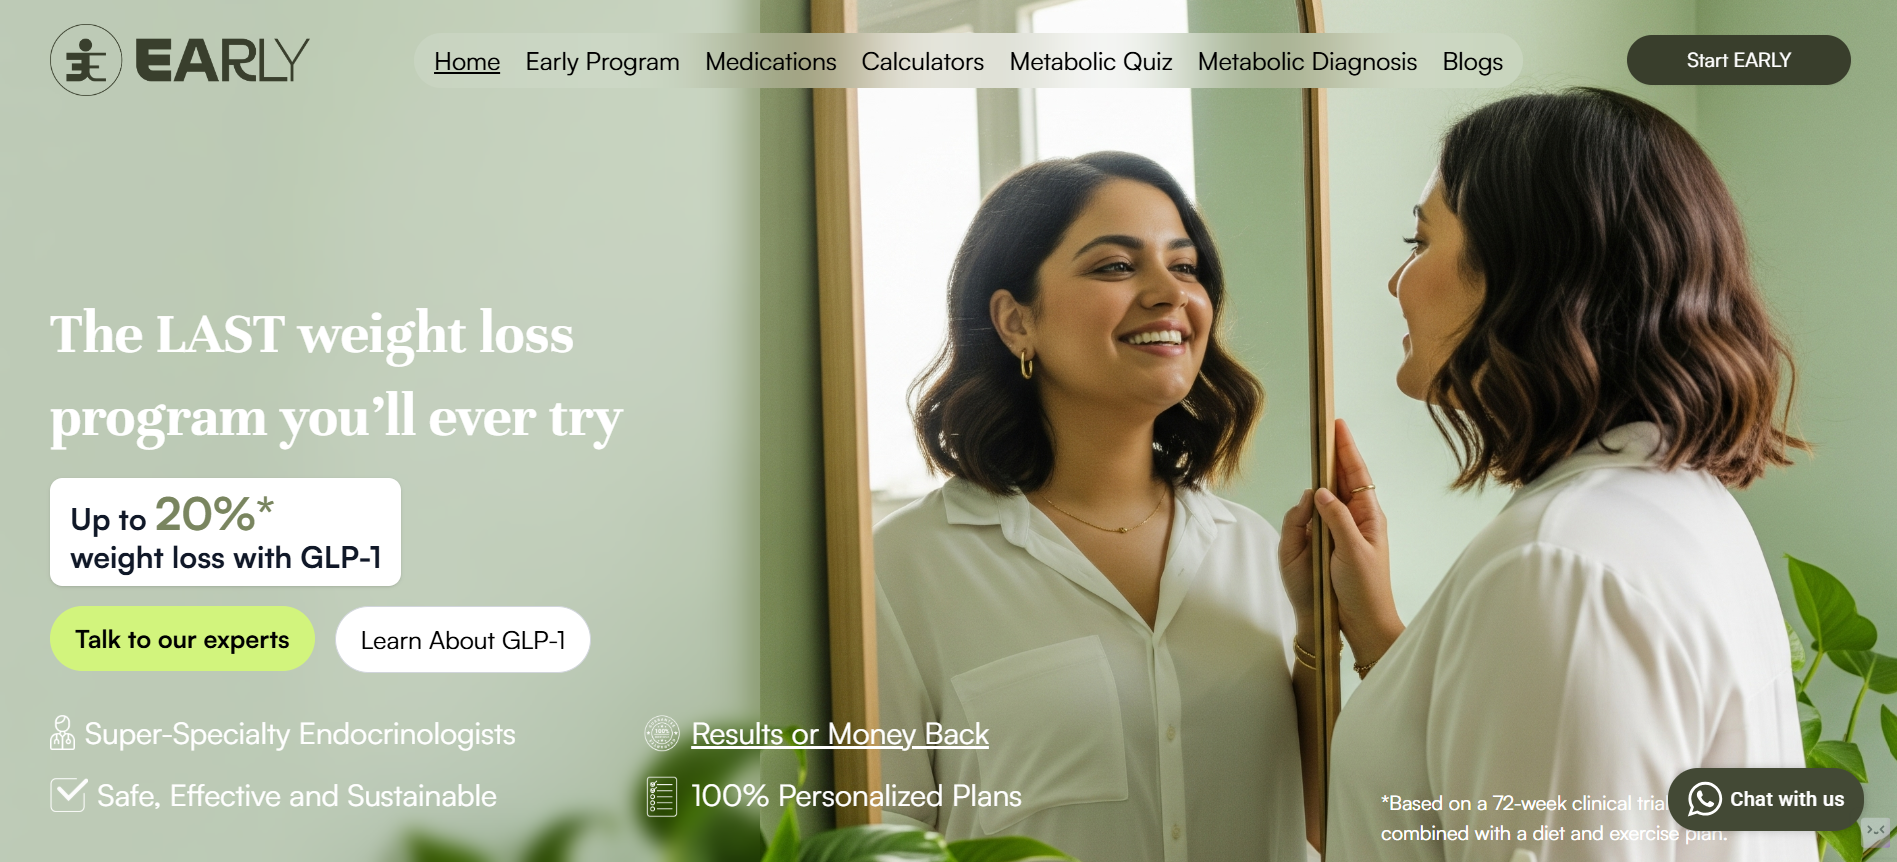 EARLY
Home Early Program Medications Calculators Metabolic Quiz Metabolic Diagnosis Blogs
Start EARLY
The LAST weight loss
program you’ll ever try
Up to 20%*
weight loss with GLP-1
Talk to our experts
Learn About GLP-1
Super-Specialty Endocrinologists
Results or Money Back
Safe, Effective and Sustainable
100% Personalized Plans
*Based on a 72-week clinical
combined with a diet and exercise plan.
Chat with us